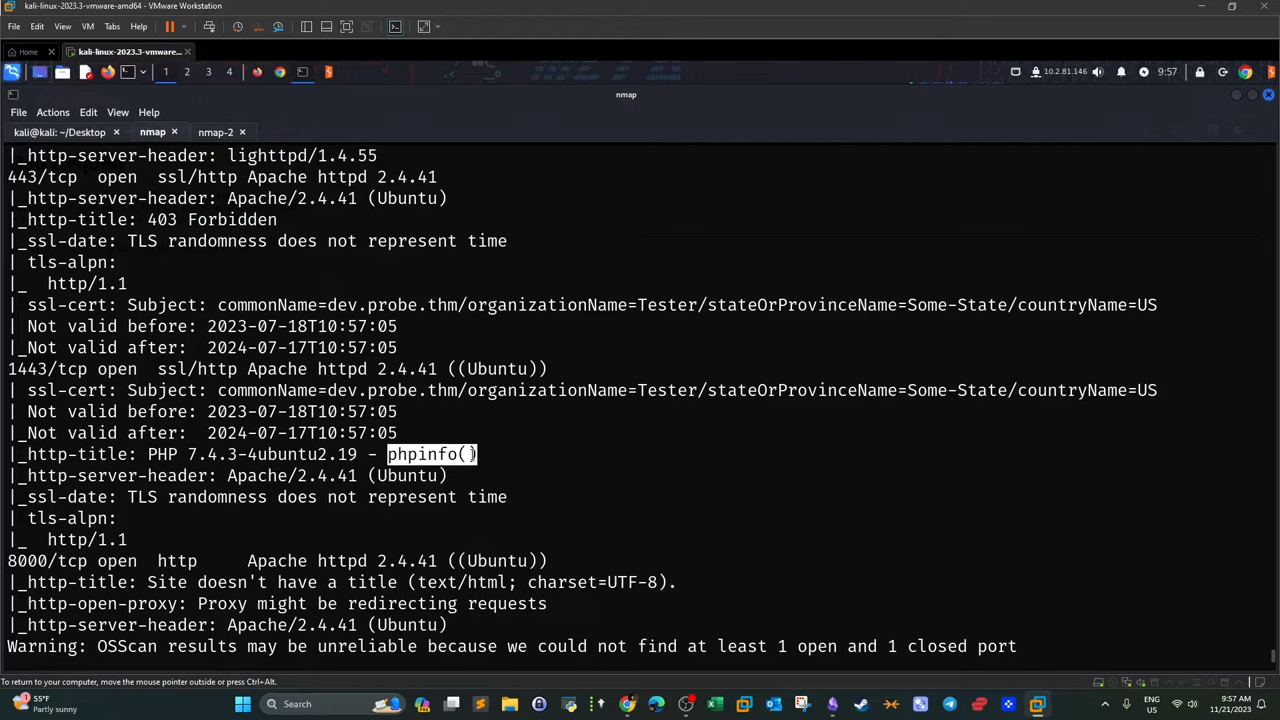 kali-linux-2023.3-vmware-amd64 - VMware Workstation
File Edit View VM Tabs Help
Home kali-linux-2023.3-vmware...
1 2 3 4 10.2.81.146 9:57
nmap
File Actions Edit View Help
kali@kali: ~/Desktop nmap nmap-2
|_http-server-header: lighttpd/1.4.55
443/tcp open ssl/http Apache httpd 2.4.41
|_http-server-header: Apache/2.4.41 (Ubuntu)
|_http-title: 403 Forbidden
|_ssl-date: TLS randomness does not represent time
| tls-alpn:
|_ http/1.1
| ssl-cert: Subject: commonName=dev.probe.thm/organizationName=Tester/stateOrProvinceName=Some-State/countryName=US
| Not valid before: 2023-07-18T10:57:05
|_Not valid after: 2024-07-17T10:57:05
1443/tcp open ssl/http Apache httpd 2.4.41 ((Ubuntu))
| ssl-cert: Subject: commonName=dev.probe.thm/organizationName=Tester/stateOrProvinceName=Some-State/countryName=US
| Not valid before: 2023-07-18T10:57:05
|_Not valid after: 2024-07-17T10:57:05
|_http-title: PHP 7.4.3-4ubuntu2.19 - phpinfo()
|_http-server-header: Apache/2.4.41 (Ubuntu)
|_ssl-date: TLS randomness does not represent time
| tls-alpn:
|_ http/1.1
8000/tcp open http Apache httpd 2.4.41 ((Ubuntu))
|_http-title: Site doesn't have a title (text/html; charset=UTF-8).
|_http-open-proxy: Proxy might be redirecting requests
|_http-server-header: Apache/2.4.41 (Ubuntu)
Warning: OSScan results may be unreliable because we could not find at least 1 open and 1 closed port
To return to your computer, move the mouse pointer outside or press Ctrl+Alt.
1 55°F
Partly sunny
Search
ENG
US
9:57 AM
11/21/2023